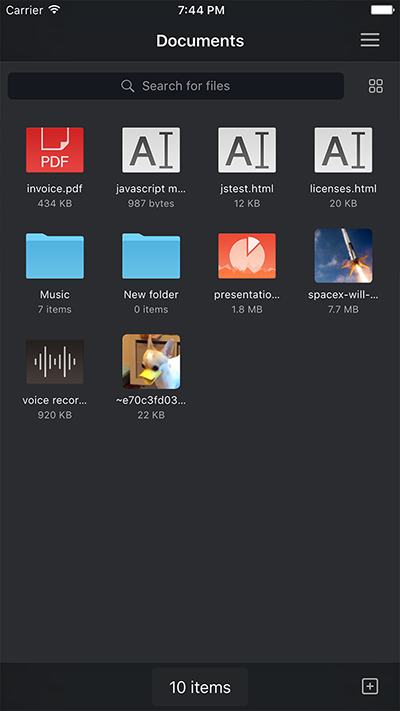 Carrier 7:44 PM
Documents
Search for files
PDF AI AI AI
invoice.pdf javascript m... jstest.html licenses.html
434 KB 987 bytes 12 KB 20 KB
Music New folder presentatio... spacex-will-...
7 items 0 items 1.8 MB 7.7 MB
voice recor... ~e70c3fd03...
920 KB 22 KB
10 items